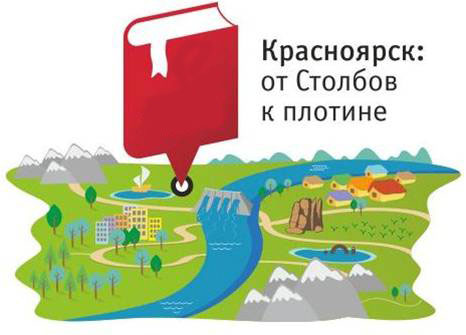 Красноярск:
от Столбов
к плотине